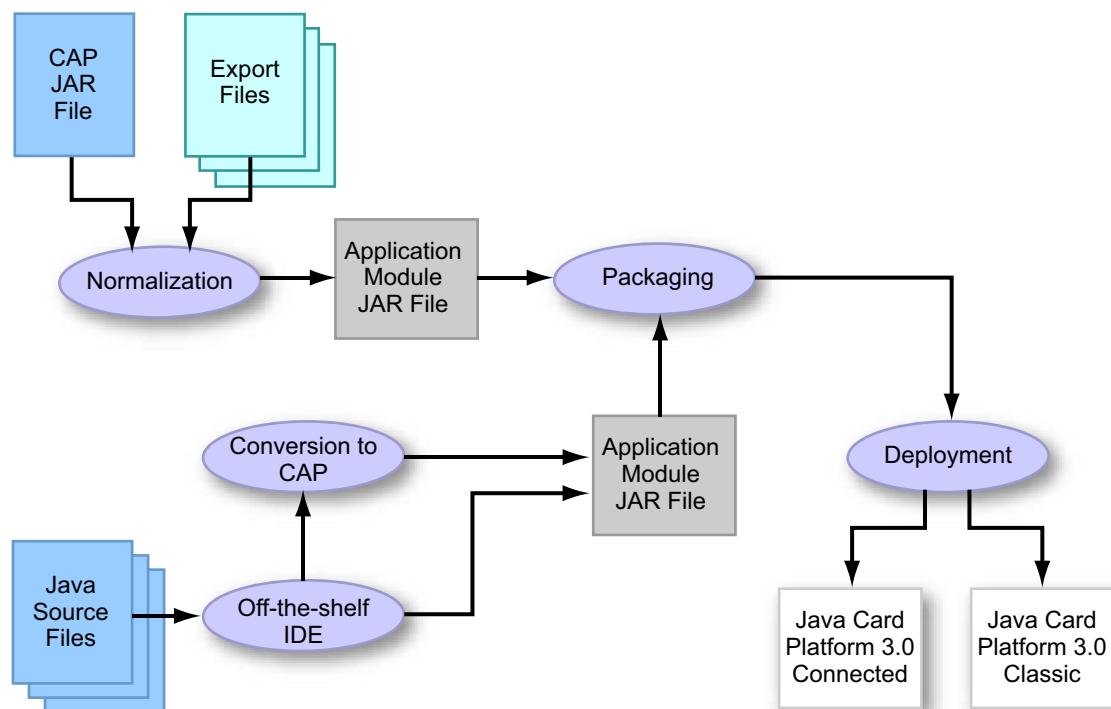 CAP
JAR
File
Export
Files
Normalization
Application
Module
JAR File
Packaging
Conversion to
CAP
Application
Module
JAR File
Deployment
Java
Source
Files
Off-the-shelf
IDE
Java Card
Platform 3.0
Connected
Java Card
Platform 3.0
Classic